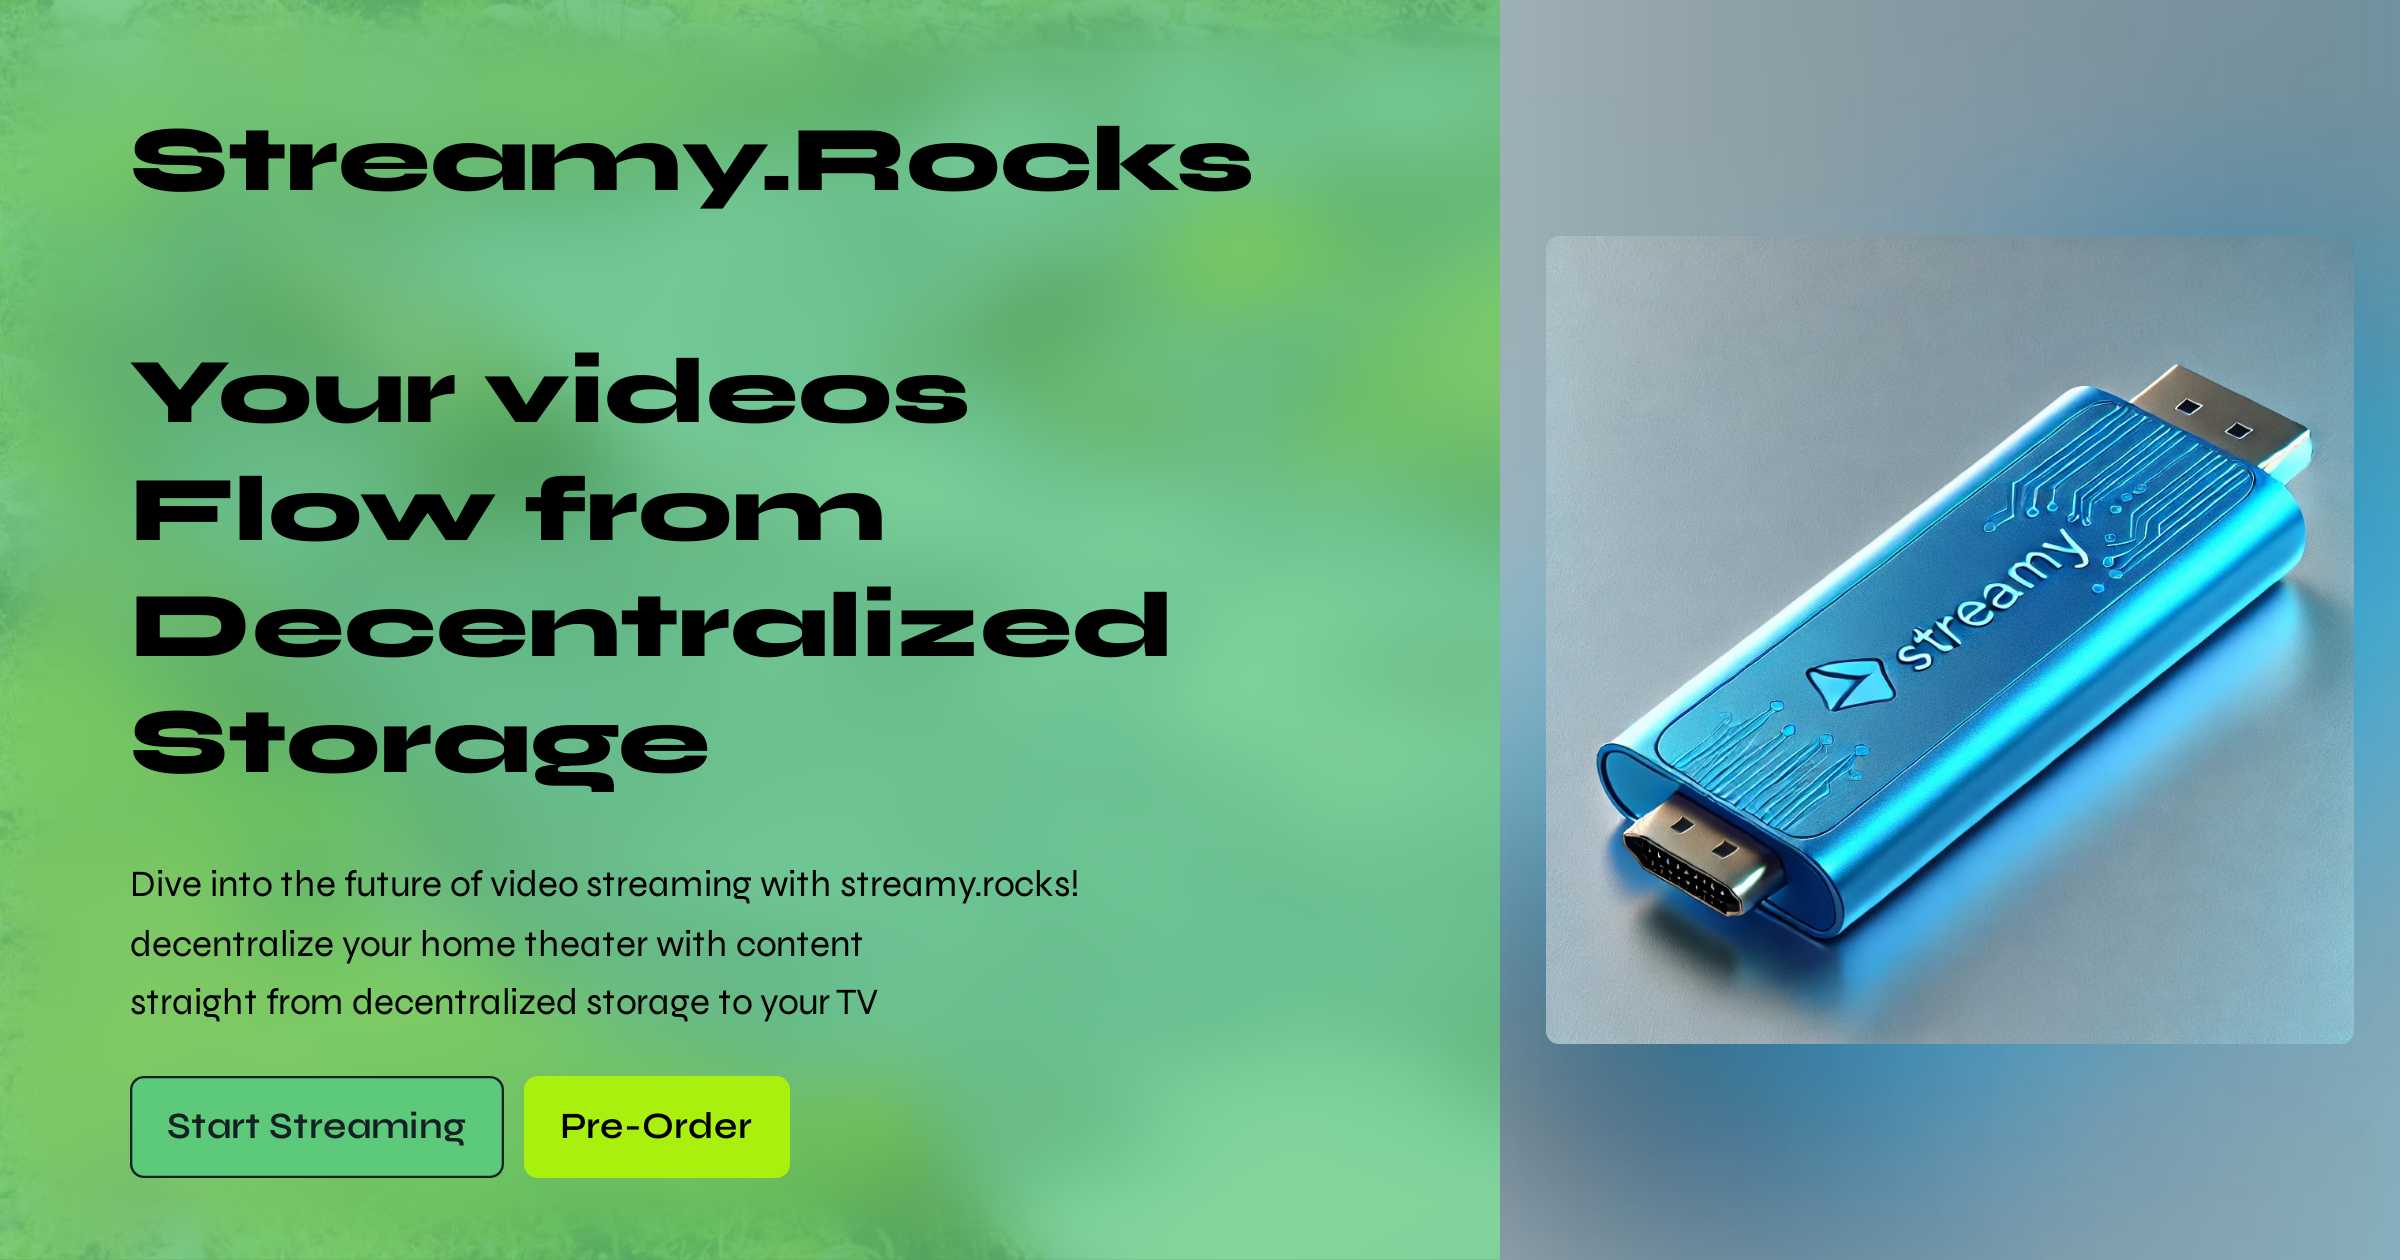 Streamy.Rocks
Your videos
Flow from
Decentralized
Storage
Dive into the future of video streaming with streamy.rocks!
decentralize your home theater with content
straight from decentralized storage to your TV
Start Streaming
Pre-Order
streamy